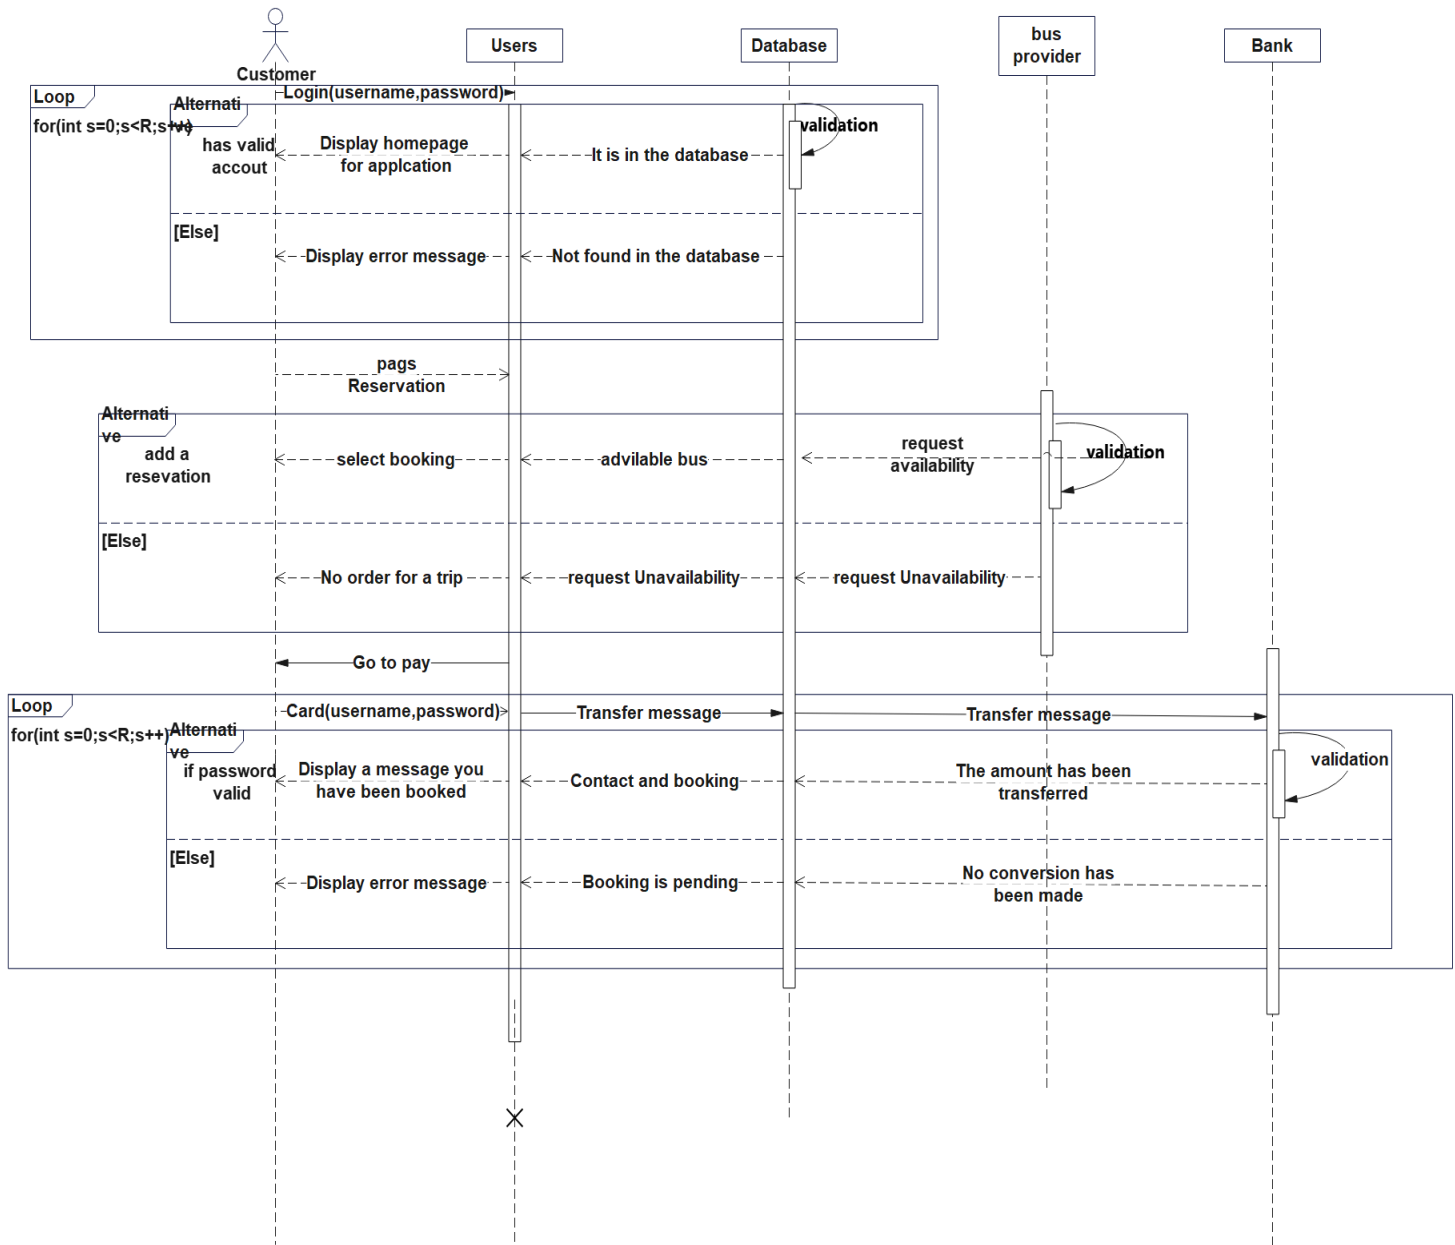 Customer
Users
Database
bus
provider
Bank
Loop
for(int s=0;s<R;s++)
Login(username,password)
Alternati
ve
validation
has valid
accout
Display homepage
for applcation
It is in the database
[Else]
Display error message
Not found in the database
pags
Reservation
Alternati
ve
add a
resevation
select booking
advilable bus
request
availability
validation
[Else]
No order for a trip
request Unavailability
request Unavailability
Go to pay
Loop
for(int s=0;s<R;s++)
Card(username,password)
Transfer message
Transfer message
Alternati
ve
if password
valid
Display a message you
have been booked
Contact and booking
The amount has been
transferred
validation
[Else]
Display error message
Booking is pending
No conversion has
been made